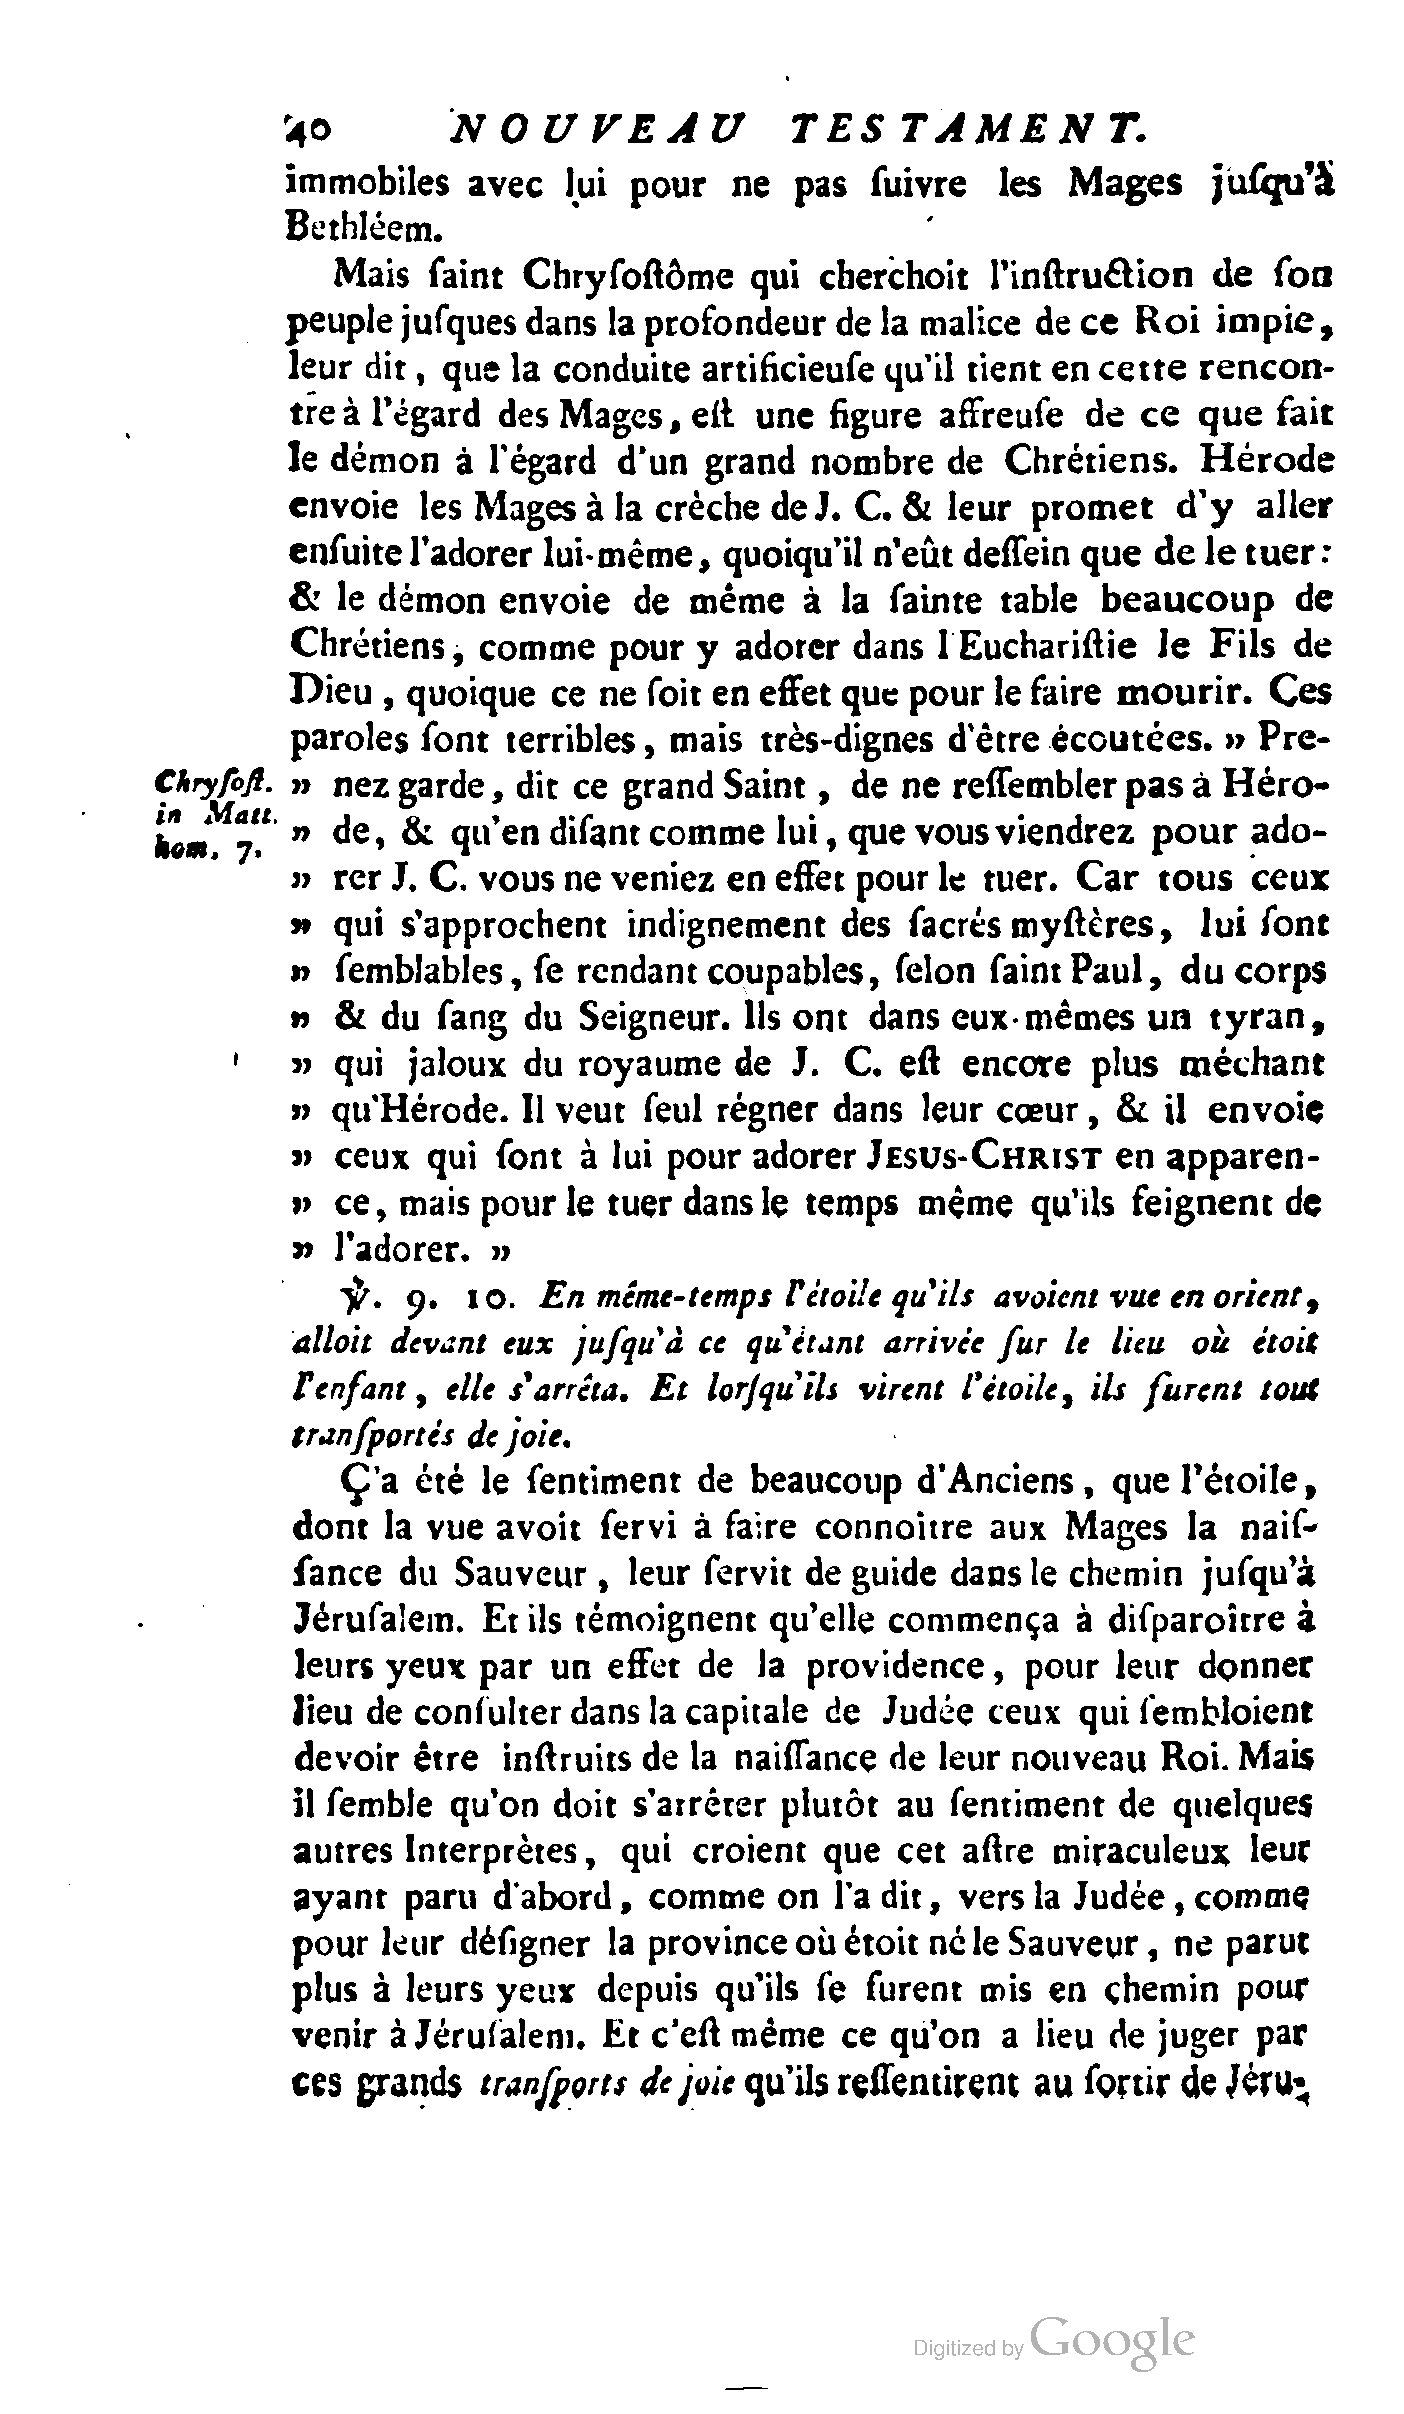 40 NOUVEAU TESTAMENT.
immobiles avec lui pour ne pas ſuivre les Mages juſqu'à
Bethléem.
Mais ſaint Chryſoſtôme qui cherchoit l'inſtruction de ſon
peuple juſques dans la profondeur de la malice de ce Roi impie,
leur dit, que la conduite artificieuſe qu'il tient en cette rencon-
tre à l'égard des Mages, eſt une figure affreuſe de ce que fait
le démon à l'égard d'un grand nombre de Chrétiens. Hérode
envoie les Mages à la crèche de J. C. & leur promet d'y aller
enſuite l'adorer lui-même, quoiqu'il n'eût deſſein que de le tuer:
& le démon envoie de même à la ſainte table beaucoup de
Chrétiens, comme pour y adorer dans l'Euchariſtie le Fils de
Dieu, quoique ce ne ſoit en effet que pour le faire mourir. Ces
paroles ſont terribles, mais très-dignes d'être écoutées. » Pre-
Chryſoſt.
in Matt.
hom. 7.
» nez garde, dit ce grand Saint, de ne reſſembler pas à Héro-
» de, & qu'en diſant comme lui, que vous viendrez pour ado-
» rer J. C. vous ne veniez en effet pour le tuer. Car tous ceux
» qui s'approchent indignement des ſacrés myſtères, lui ſont
» ſemblables, ſe rendant coupables, ſelon ſaint Paul, du corps
» & du ſang du Seigneur. Ils ont dans eux-mêmes un tyran,
» qui jaloux du royaume de J. C. eſt encore plus méchant
» qu'Hérode. Il veut ſeul régner dans leur cœur, & il envoie
» ceux qui ſont à lui pour adorer JESUS-CHRIST en apparen-
» ce, mais pour le tuer dans le temps même qu'ils feignent de
» l'adorer. »
℣. 9. 10. En même-temps l'étoile qu'ils avoient vue en orient,
alloit devant eux juſqu'à ce qu'étant arrivée ſur le lieu où étoit
l'enfant, elle s'arrêta. Et lorſqu'ils virent l'étoile, ils furent tout
tranſportés de joie.
Ç'a été le ſentiment de beaucoup d'Anciens, que l'étoile,
dont la vue avoit ſervi à faire connoître aux Mages la naiſ-
ſance du Sauveur, leur ſervit de guide dans le chemin juſqu'à
Jéruſalem. Et ils témoignent qu'elle commença à diſparoître à
leurs yeux par un effet de la providence, pour leur donner
lieu de conſulter dans la capitale de Judée ceux qui ſembloient
devoir être inſtruits de la naiſſance de leur nouveau Roi. Mais
il ſemble qu'on doit s'arrêter plutôt au ſentiment de quelques
autres Interprètes, qui croient que cet aſtre miraculeux leur
ayant paru d'abord, comme on l'a dit, vers la Judée, comme
pour leur déſigner la province où étoit né le Sauveur, ne parut
plus à leurs yeux depuis qu'ils ſe furent mis en chemin pour
venir à Jéruſalem. Et c'eſt même ce qu'on a lieu de juger par
ces grands tranſports de joie qu'ils reſſentirent au ſortir de Jéru-
Digitized by Google